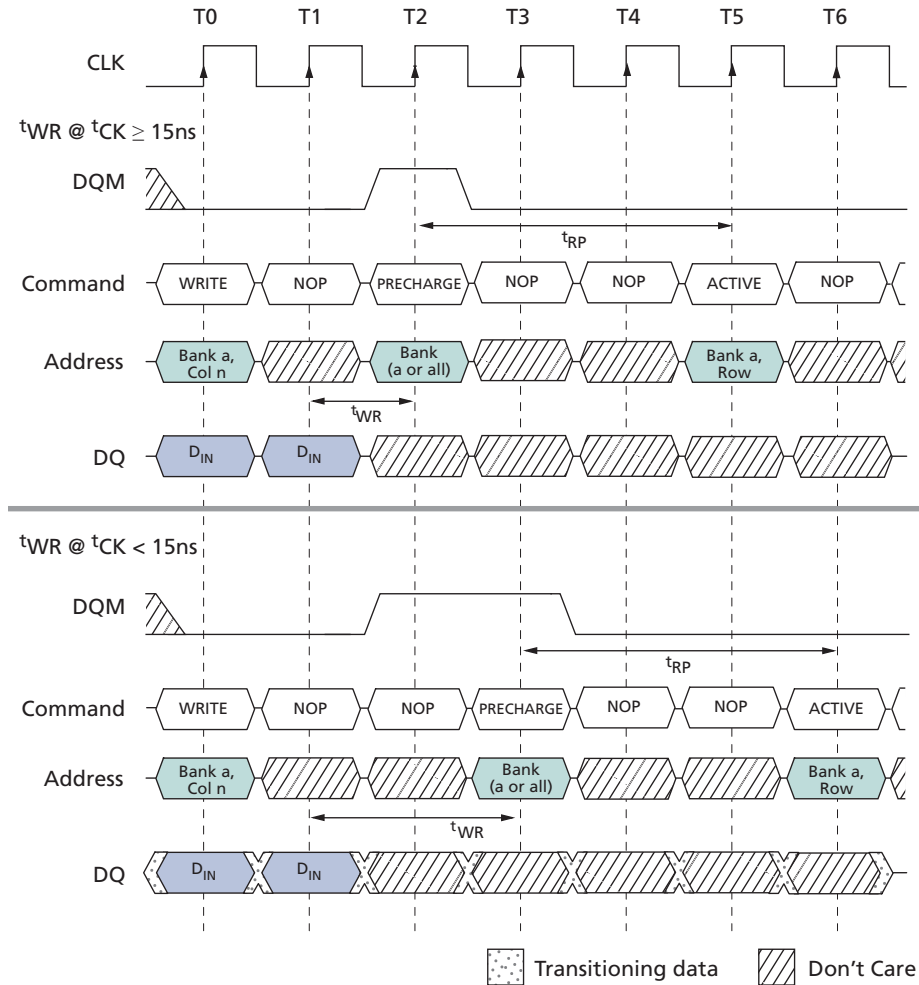 T0 T1 T2 T3 T4 T5 T6
CLK
tWR @ tCK ≥ 15ns
DQM
tRP
Command WRITE NOP PRECHARGE NOP NOP ACTIVE NOP
Address Bank a, Col n Bank (a or all) Bank a, Row
tWR
DQ DIN DIN
tWR @ tCK < 15ns
DQM
tRP
Command WRITE NOP NOP PRECHARGE NOP NOP ACTIVE
Address Bank a, Col n Bank (a or all) Bank a, Row
tWR
DQ DIN DIN
Transitioning data Don't Care